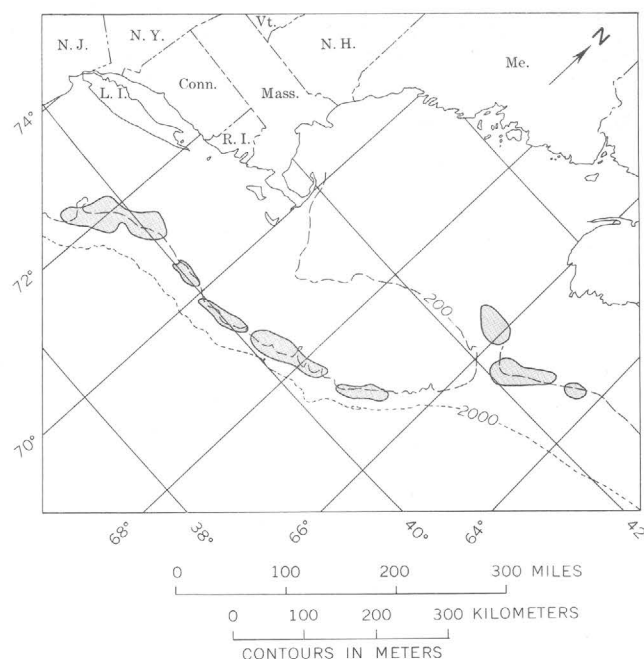 Vt.
N. J.
N. Y.
N. H.
Me.
N
L. I.
Conn.
Mass.
R. I.
74°
72°
200
2000
70°
68°
38°
66°
40°
64°
42
0 100 200 300 MILES
0 100 200 300 KILOMETERS
CONTOURS IN METERS